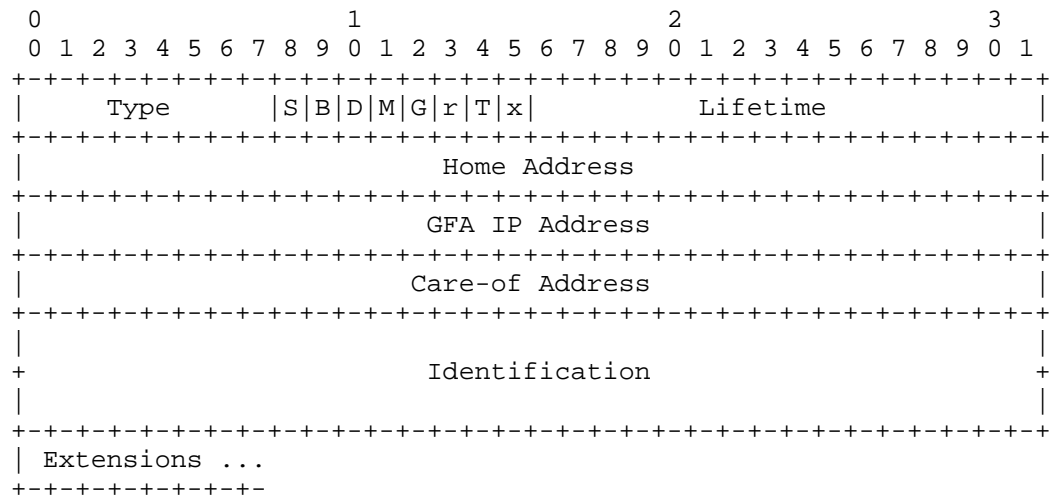 0                   1                   2                   3
 0 1 2 3 4 5 6 7 8 9 0 1 2 3 4 5 6 7 8 9 0 1 2 3 4 5 6 7 8 9 0 1
+-+-+-+-+-+-+-+-+-+-+-+-+-+-+-+-+-+-+-+-+-+-+-+-+-+-+-+-+-+-+-+-+
|     Type      |S|B|D|M|G|r|T|x|          Lifetime             |
+-+-+-+-+-+-+-+-+-+-+-+-+-+-+-+-+-+-+-+-+-+-+-+-+-+-+-+-+-+-+-+-+
|                          Home Address                         |
+-+-+-+-+-+-+-+-+-+-+-+-+-+-+-+-+-+-+-+-+-+-+-+-+-+-+-+-+-+-+-+-+
|                         GFA IP Address                        |
+-+-+-+-+-+-+-+-+-+-+-+-+-+-+-+-+-+-+-+-+-+-+-+-+-+-+-+-+-+-+-+-+
|                        Care-of Address                        |
+-+-+-+-+-+-+-+-+-+-+-+-+-+-+-+-+-+-+-+-+-+-+-+-+-+-+-+-+-+-+-+-+
|                                                               |
+                         Identification                        +
|                                                               |
+-+-+-+-+-+-+-+-+-+-+-+-+-+-+-+-+-+-+-+-+-+-+-+-+-+-+-+-+-+-+-+-+
| Extensions ...
+-+-+-+-+-+-+-+-